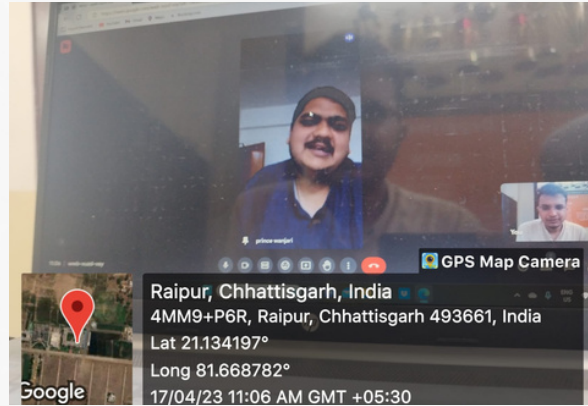 prince wanjari
GPS Map Camera
Raipur, Chhattisgarh, India
4MM9+P6R, Raipur, Chhattisgarh 493661, India
Lat 21.134197°
Long 81.668782°
17/04/23 11:06 AM GMT +05:30
Google
ENG